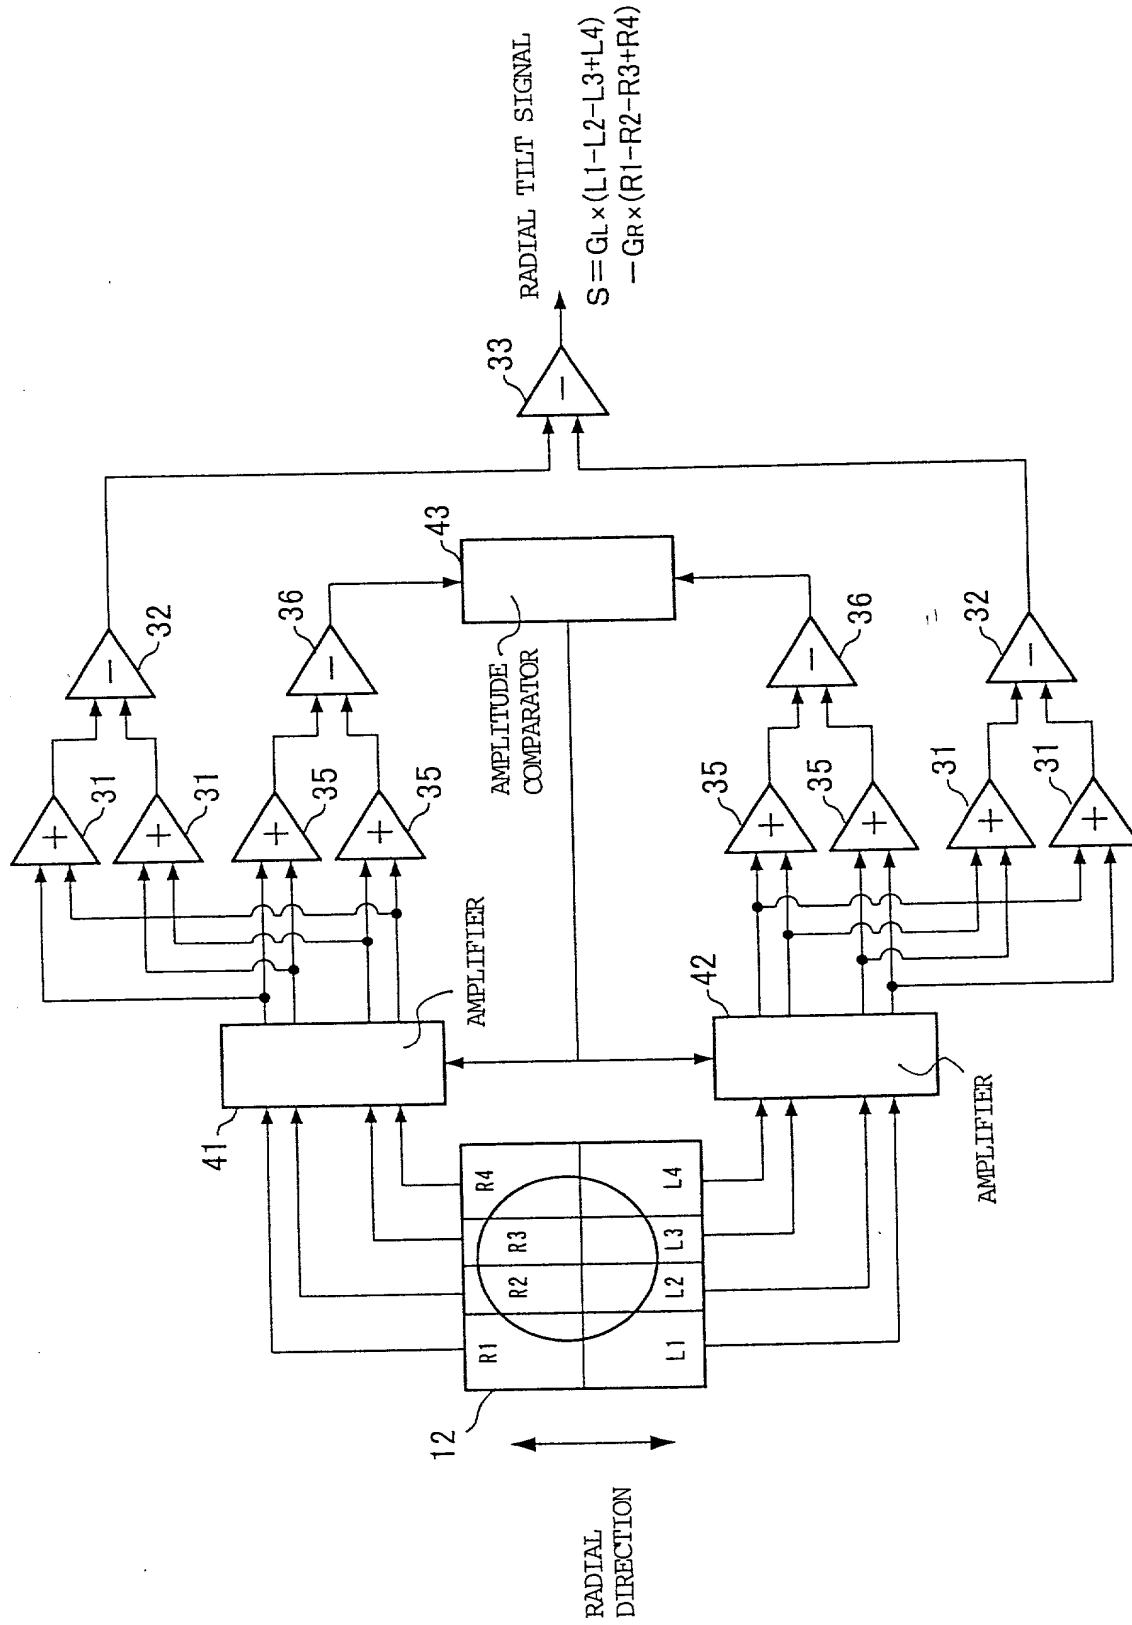 RADIAL
DIRECTION
12
R1
R2
R3
R4
L1
L2
L3
L4
41
AMPLIFIER
42
AMPLIFIER
+
31
+
31
+
35
+
35
+
35
+
35
+
31
+
31
−
32
−
36
−
36
−
32
AMPLITUDE
COMPARATOR
43
−
33
RADIAL TILT SIGNAL
S=GL×(L1-L2-L3+L4)
−GR×(R1-R2-R3+R4)